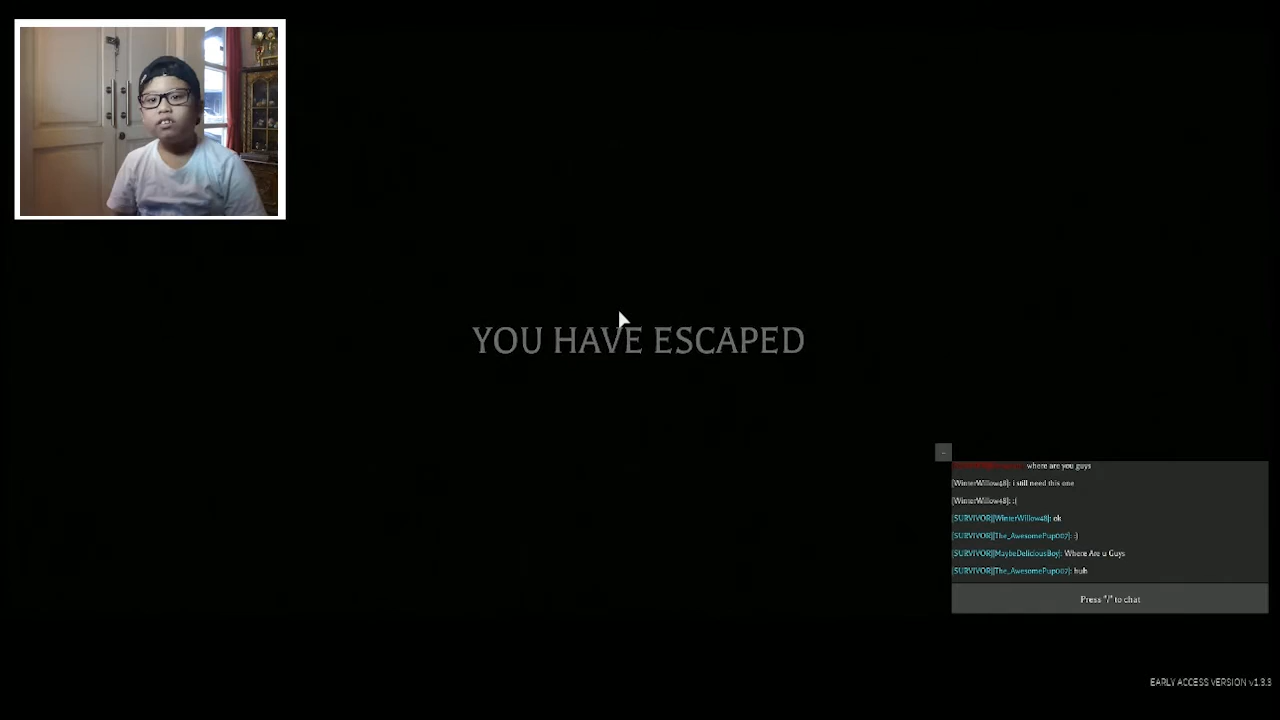 YOU HAVE ESCAPED
-
where are you guys
[WinterWillow48]: i still need this one
[WinterWillow48]: :(
[SURVIVOR][WinterWillow48]: ok
[SURVIVOR][The_AwesomePup007]: :)
[SURVIVOR][MaybeDeliciousBoy]: Where Are u Guys
[SURVIVOR][The_AwesomePup007]: huh
Press "/" to chat
EARLY ACCESS VERSION v1.3.3